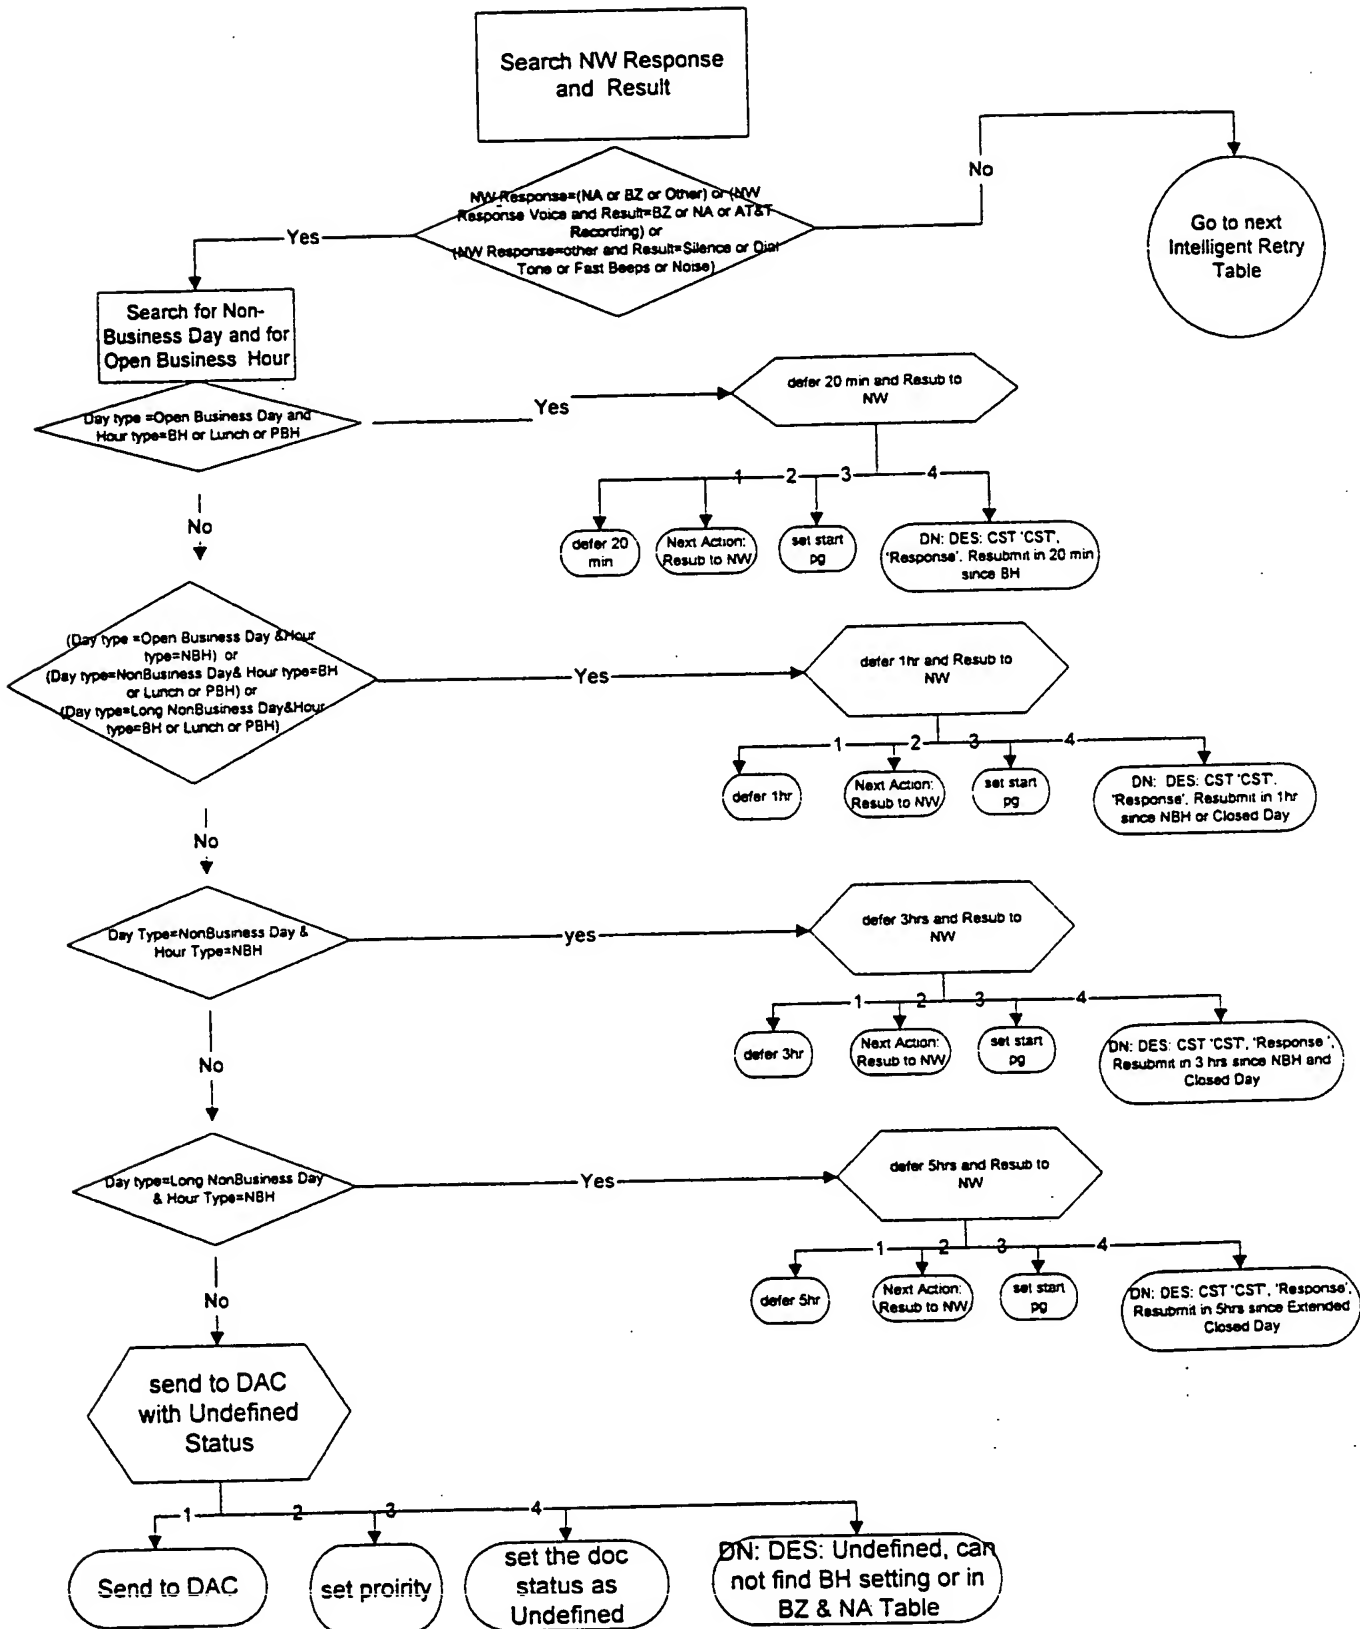 Search NW Response
and Result
NW Response=(NA or BZ or Other) or (NW
Response Voice and Result=BZ or NA or AT&T
Recording) or
(NW Response=other and Result=Silence or Dial
Tone or Fast Beeps or Noise)
No
Go to next
Intelligent Retry
Table
Yes
Search for Non-
Business Day and for
Open Business Hour
Day type =Open Business Day and
Hour type=BH or Lunch or PBH
Yes
defer 20 min and Resub to
NW
1
2
3
4
defer 20
min
Next Action:
Resub to NW
set start
pg
DN: DES: CST 'CST',
'Response', Resubmit in 20 min
since BH
No
(Day type =Open Business Day &Hour
type=NBH) or
(Day type=NonBusiness Day& Hour type=BH
or Lunch or PBH) or
(Day type=Long NonBusiness Day&Hour
type=BH or Lunch or PBH)
Yes
defer 1hr and Resub to
NW
1
2
3
4
defer 1hr
Next Action:
Resub to NW
set start
pg
DN: DES: CST 'CST',
'Response', Resubmit in 1hr
since NBH or Closed Day
No
Day Type=NonBusiness Day &
Hour Type=NBH
yes
defer 3hrs and Resub to
NW
1
2
3
4
defer 3hr
Next Action:
Resub to NW
set start
pg
DN: DES: CST 'CST', 'Response ',
Resubmit in 3 hrs since NBH and
Closed Day
No
Day type=Long NonBusiness Day
& Hour Type=NBH
Yes
defer 5hrs and Resub to
NW
1
2
3
4
defer 5hr
Next Action:
Resub to NW
set start
pg
DN: DES: CST 'CST', 'Response',
Resubmit in 5hrs since Extended
Closed Day
No
send to DAC
with Undefined
Status
1
2
3
4
Send to DAC
set proirity
set the doc
status as
Undefined
DN: DES: Undefined, can
not find BH setting or in
BZ & NA Table